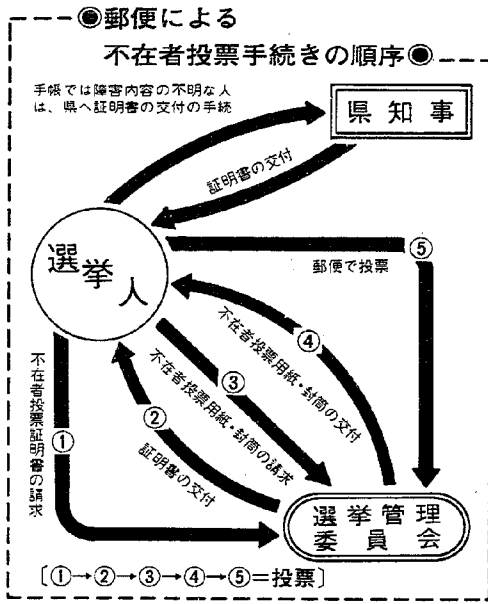 ◉郵便による
不在者投票手続きの順序◉
手帳では障害内容の不明な人
は、県へ証明書の交付の手続
県知事
証明書の交付
選挙人
⑤
郵便で投票
不在者投票用紙・封筒の交付
④
不在者投票用紙・封筒の請求
③
②
証明書の交付
不在者投票証明書の請求
①
選挙管理
委員会
〔①→②→③→④→⑤=投票〕